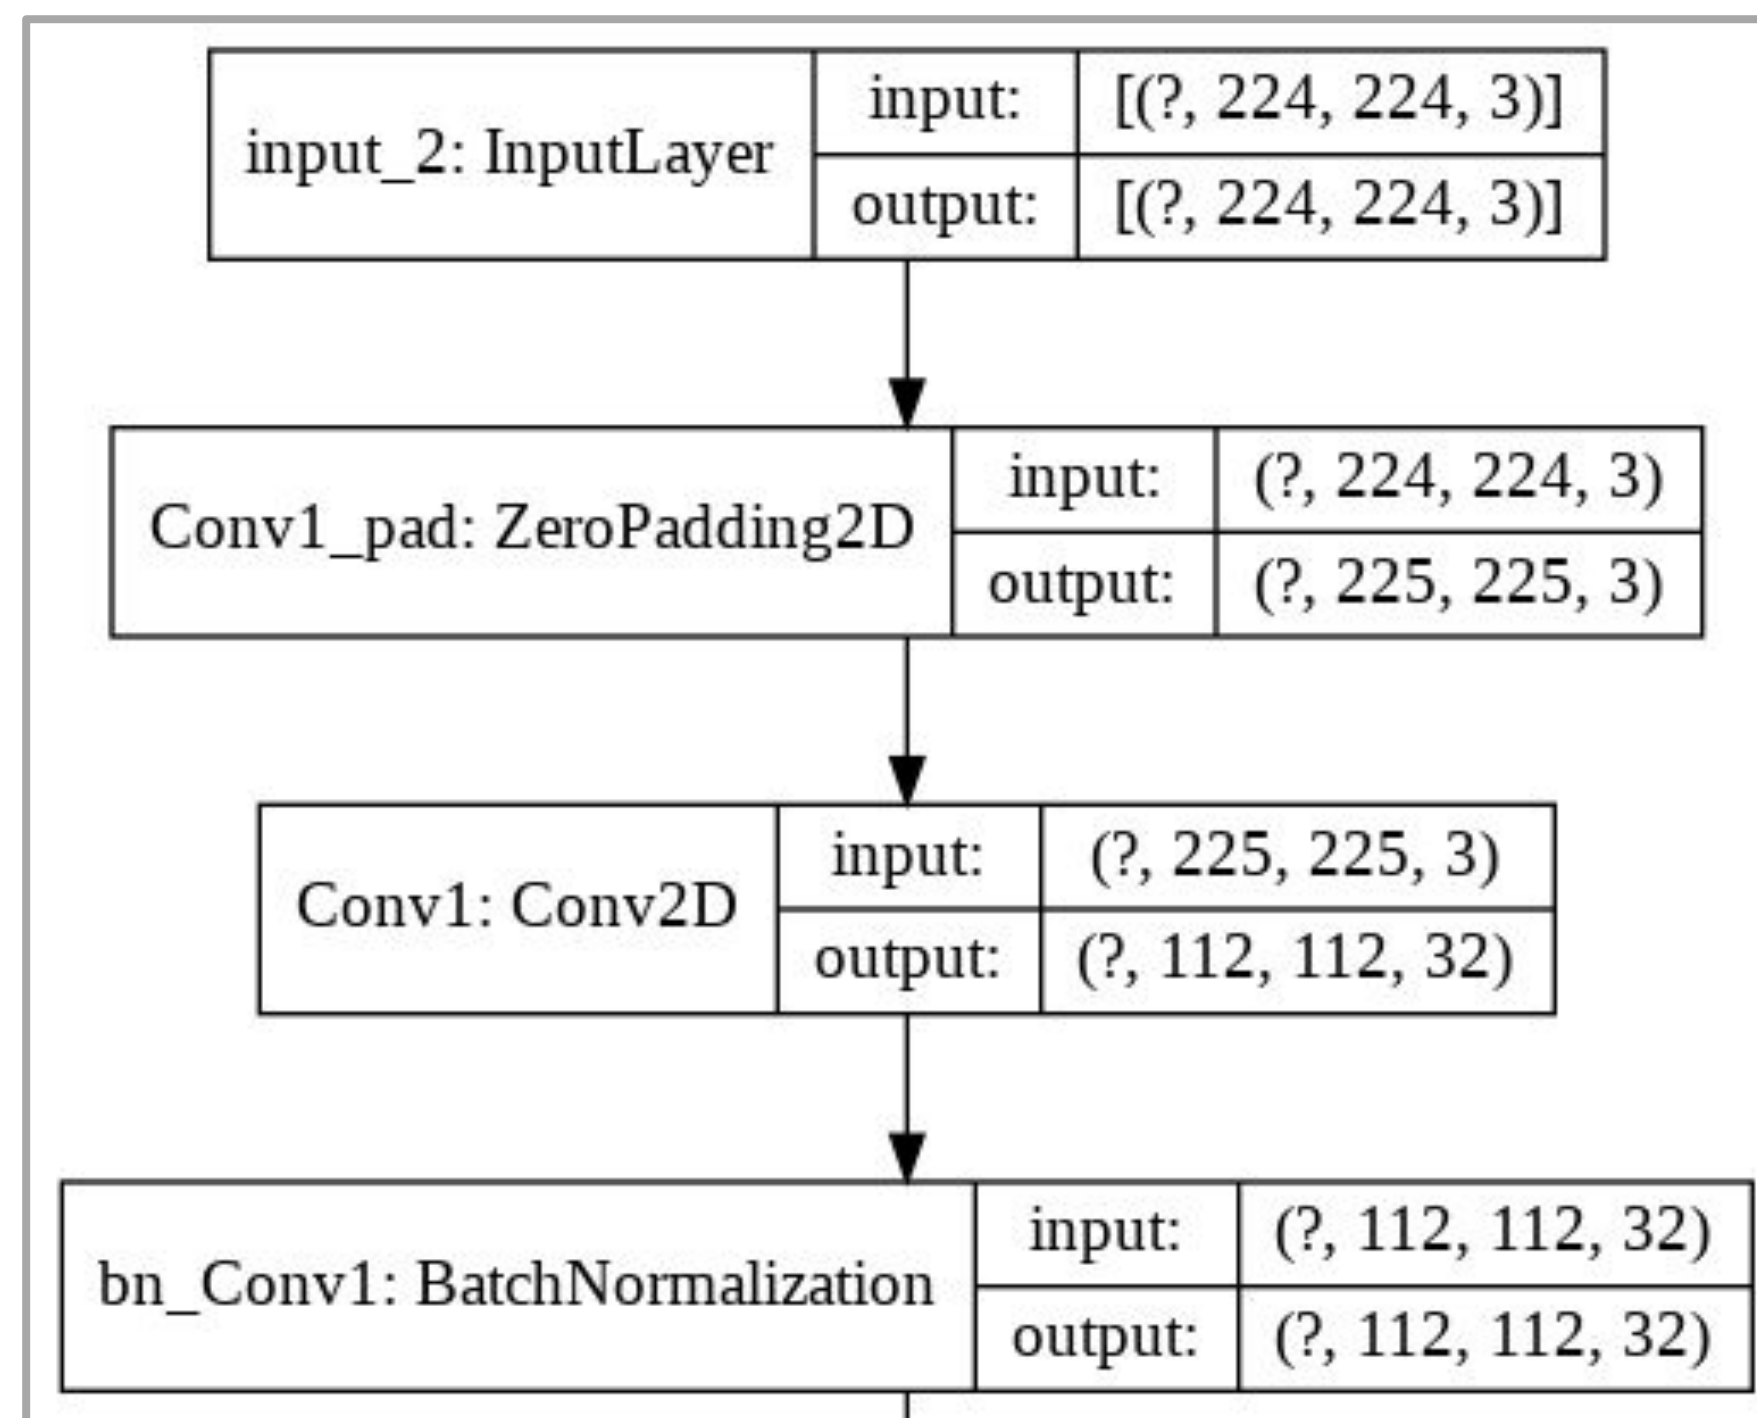 input_2: InputLayer
input: [(?, 224, 224, 3)]
output: [(?, 224, 224, 3)]
Conv1_pad: ZeroPadding2D
input: (?, 224, 224, 3)
output: (?, 225, 225, 3)
Conv1: Conv2D
input: (?, 225, 225, 3)
output: (?, 112, 112, 32)
bn_Conv1: BatchNormalization
input: (?, 112, 112, 32)
output: (?, 112, 112, 32)